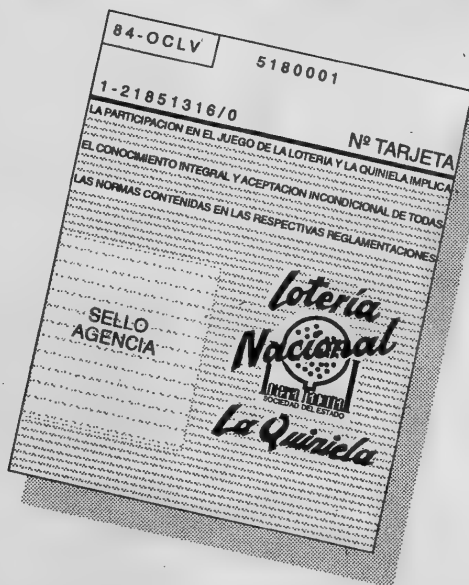 84-OCLV
5180001
1-21851316/0
Nº TARJETA
LA PARTICIPACION EN EL JUEGO DE LA LOTERIA Y LA QUINIELA IMPLICA
EL CONOCIMIENTO INTEGRAL Y ACEPTACION INCONDICIONAL DE TODAS
LAS NORMAS CONTENIDAS EN LAS RESPECTIVAS REGLAMENTACIONES
SELLO
AGENCIA
Lotería
Nacional
Lotería Nacional
SOCIEDAD DEL ESTADO
La Quiniela